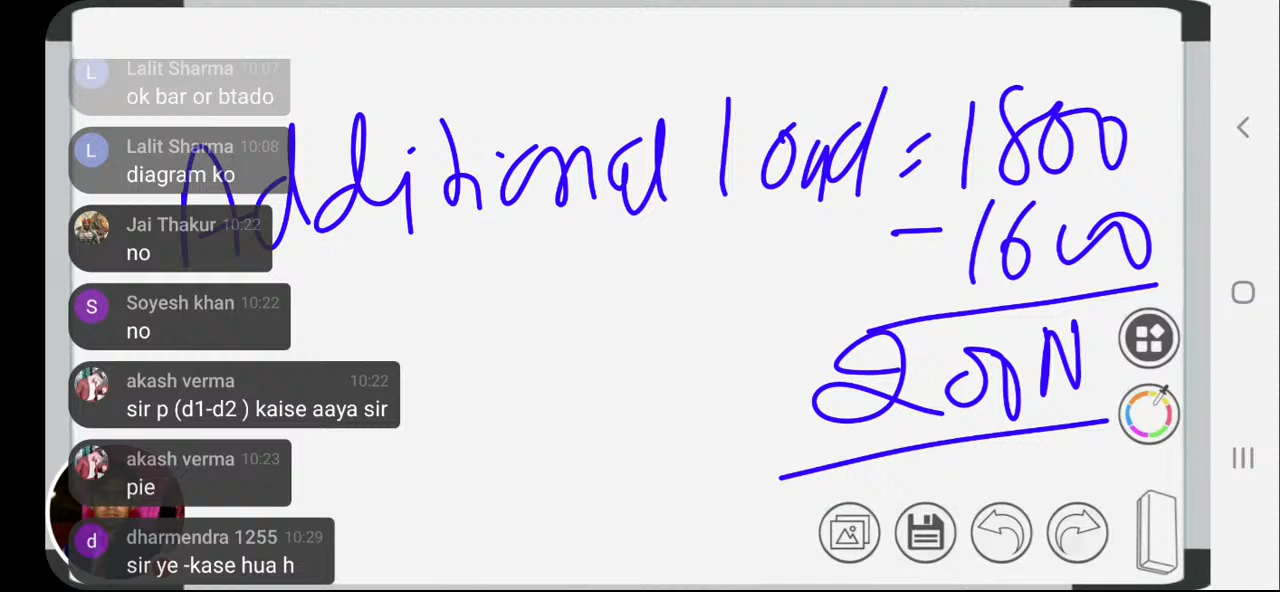 Lalit Sharma 10:07
ok bar or btado
Lalit Sharma 10:08
diagram ko
Jai Thakur 10:22
no
Soyesh khan 10:22
no
akash verma 10:22
sir p (d1-d2 ) kaise aaya sir
akash verma 10:23
pie
dharmendra 1255 10:29
sir ye -kase hua h
Additional load = 1800
- 1600
200 N